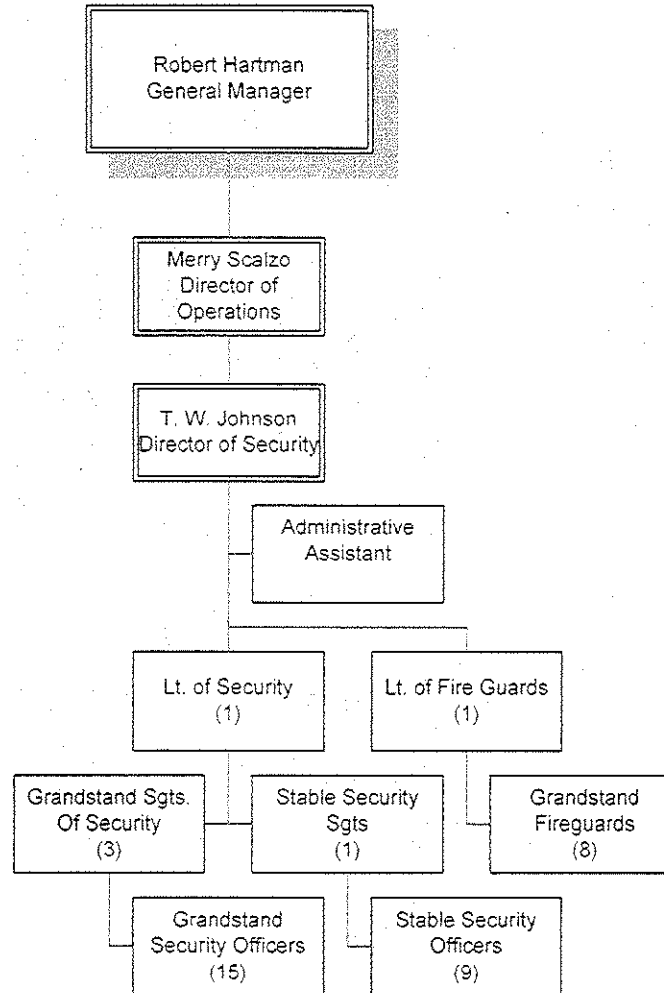 Robert Hartman
General Manager
Merry Scalzo
Director of
Operations
T. W. Johnson
Director of Security
Administrative
Assistant
Lt. of Security
(1)
Lt. of Fire Guards
(1)
Grandstand Sgts.
Of Security
(3)
Stable Security
Sgts
(1)
Grandstand
Fireguards
(8)
Grandstand
Security Officers
(15)
Stable Security
Officers
(9)